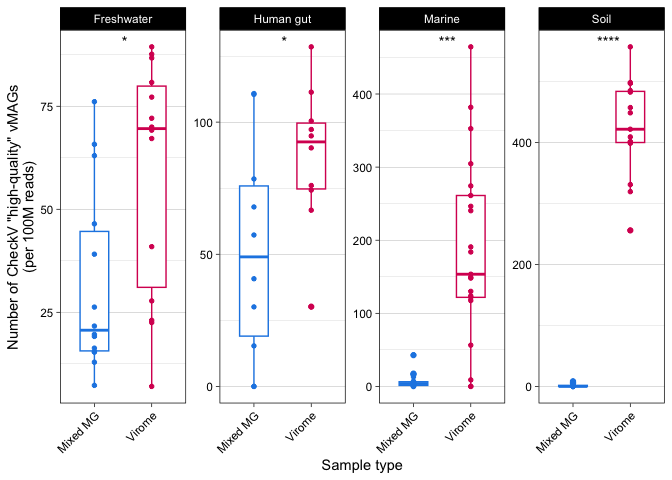 Freshwater
Human gut
Marine
Soil
*
*
***
****
Number of CheckV "high-quality" vMAGs
(per 100M reads)
75
50
25
100
50
0
400
300
200
100
0
400
200
0
Mixed MG
Virome
Mixed MG
Virome
Mixed MG
Virome
Mixed MG
Virome
Sample type